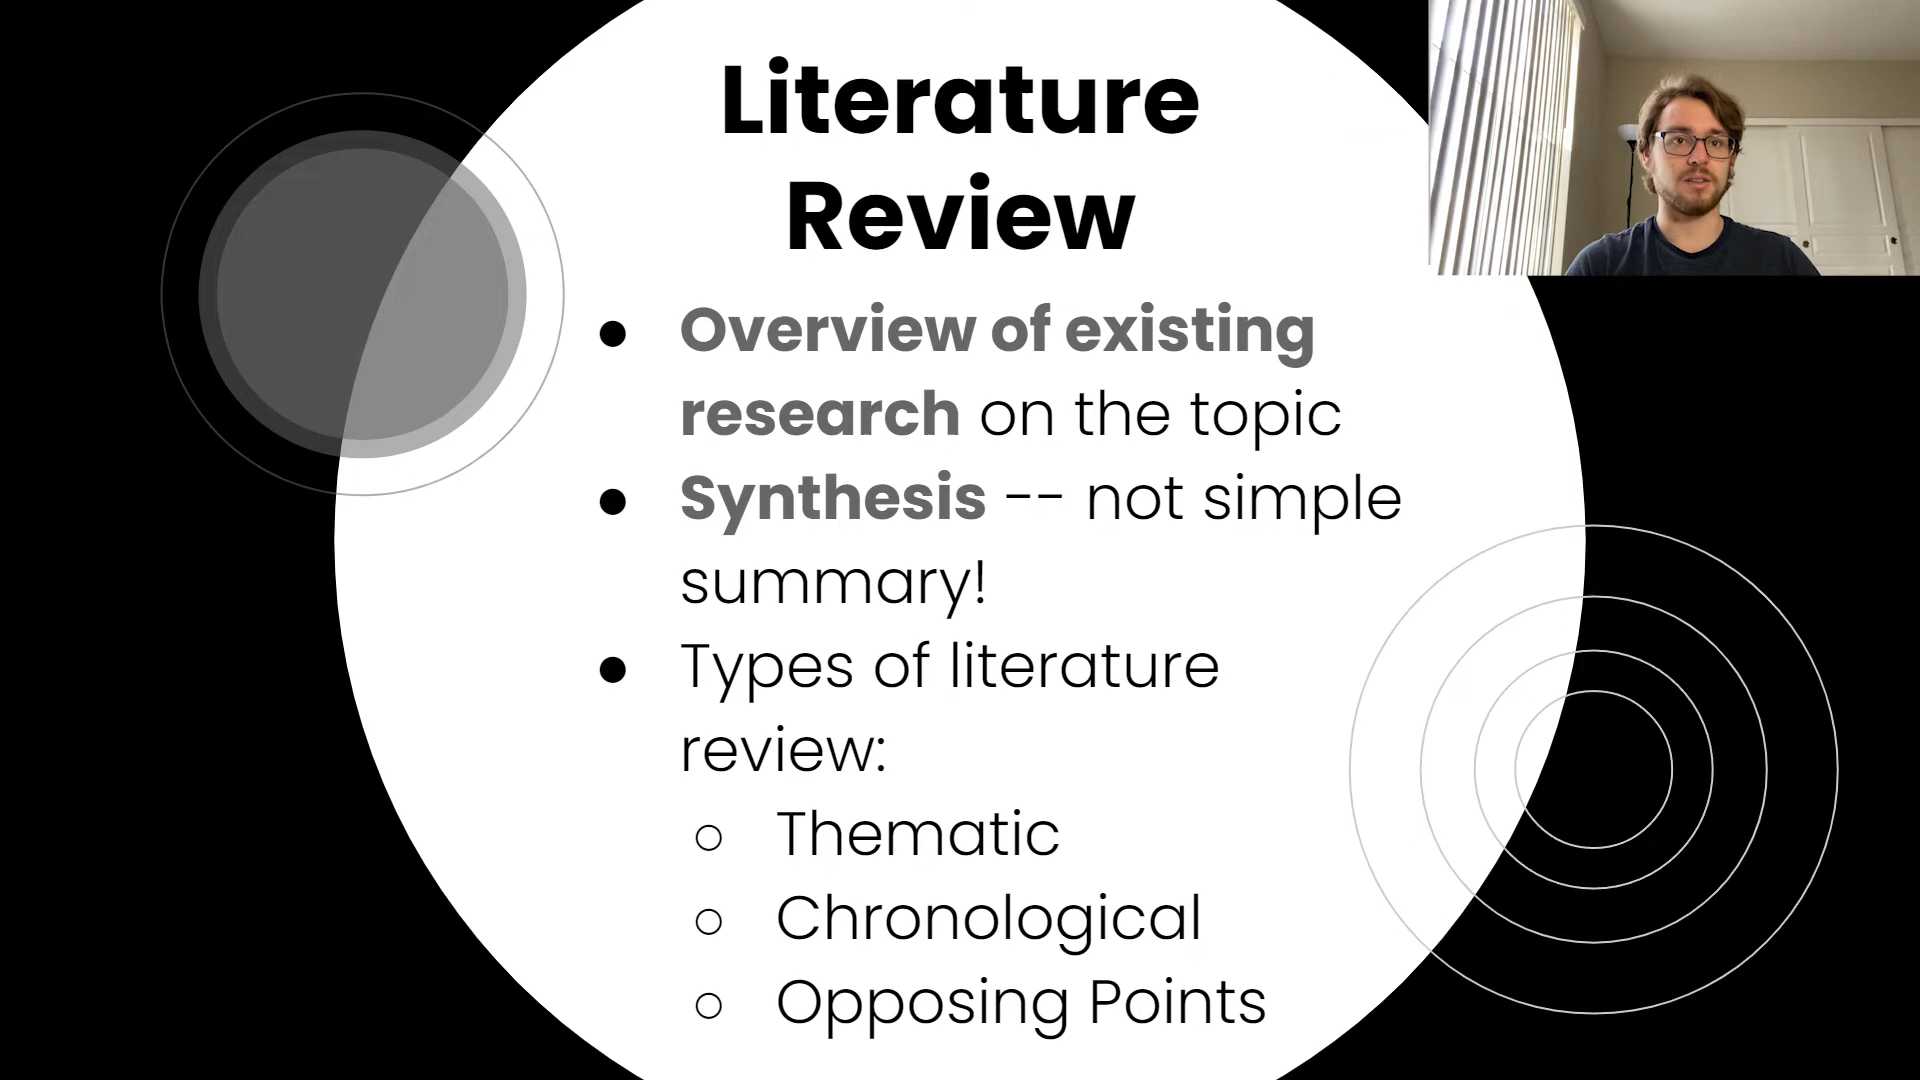 Literature
Review
● Overview of existing
research on the topic
● Synthesis -- not simple
summary!
● Types of literature
review:
○ Thematic
○ Chronological
○ Opposing Points